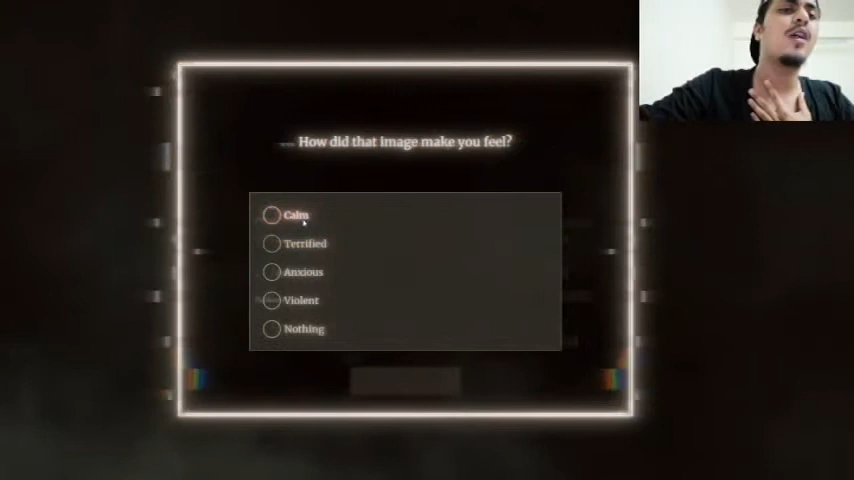 How did that image make you feel?
Calm
Terrified
Anxious
Violent
Nothing